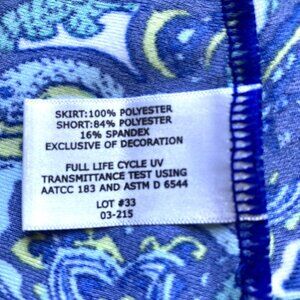 SKIRT:100% POLYESTER
SHORT:84% POLYESTER
16% SPANDEX
EXCLUSIVE OF DECORATION
FULL LIFE CYCLE UV
TRANSMITTANCE TEST USING
AATCC 183 AND ASTM D 6544
LOT #33
03-215